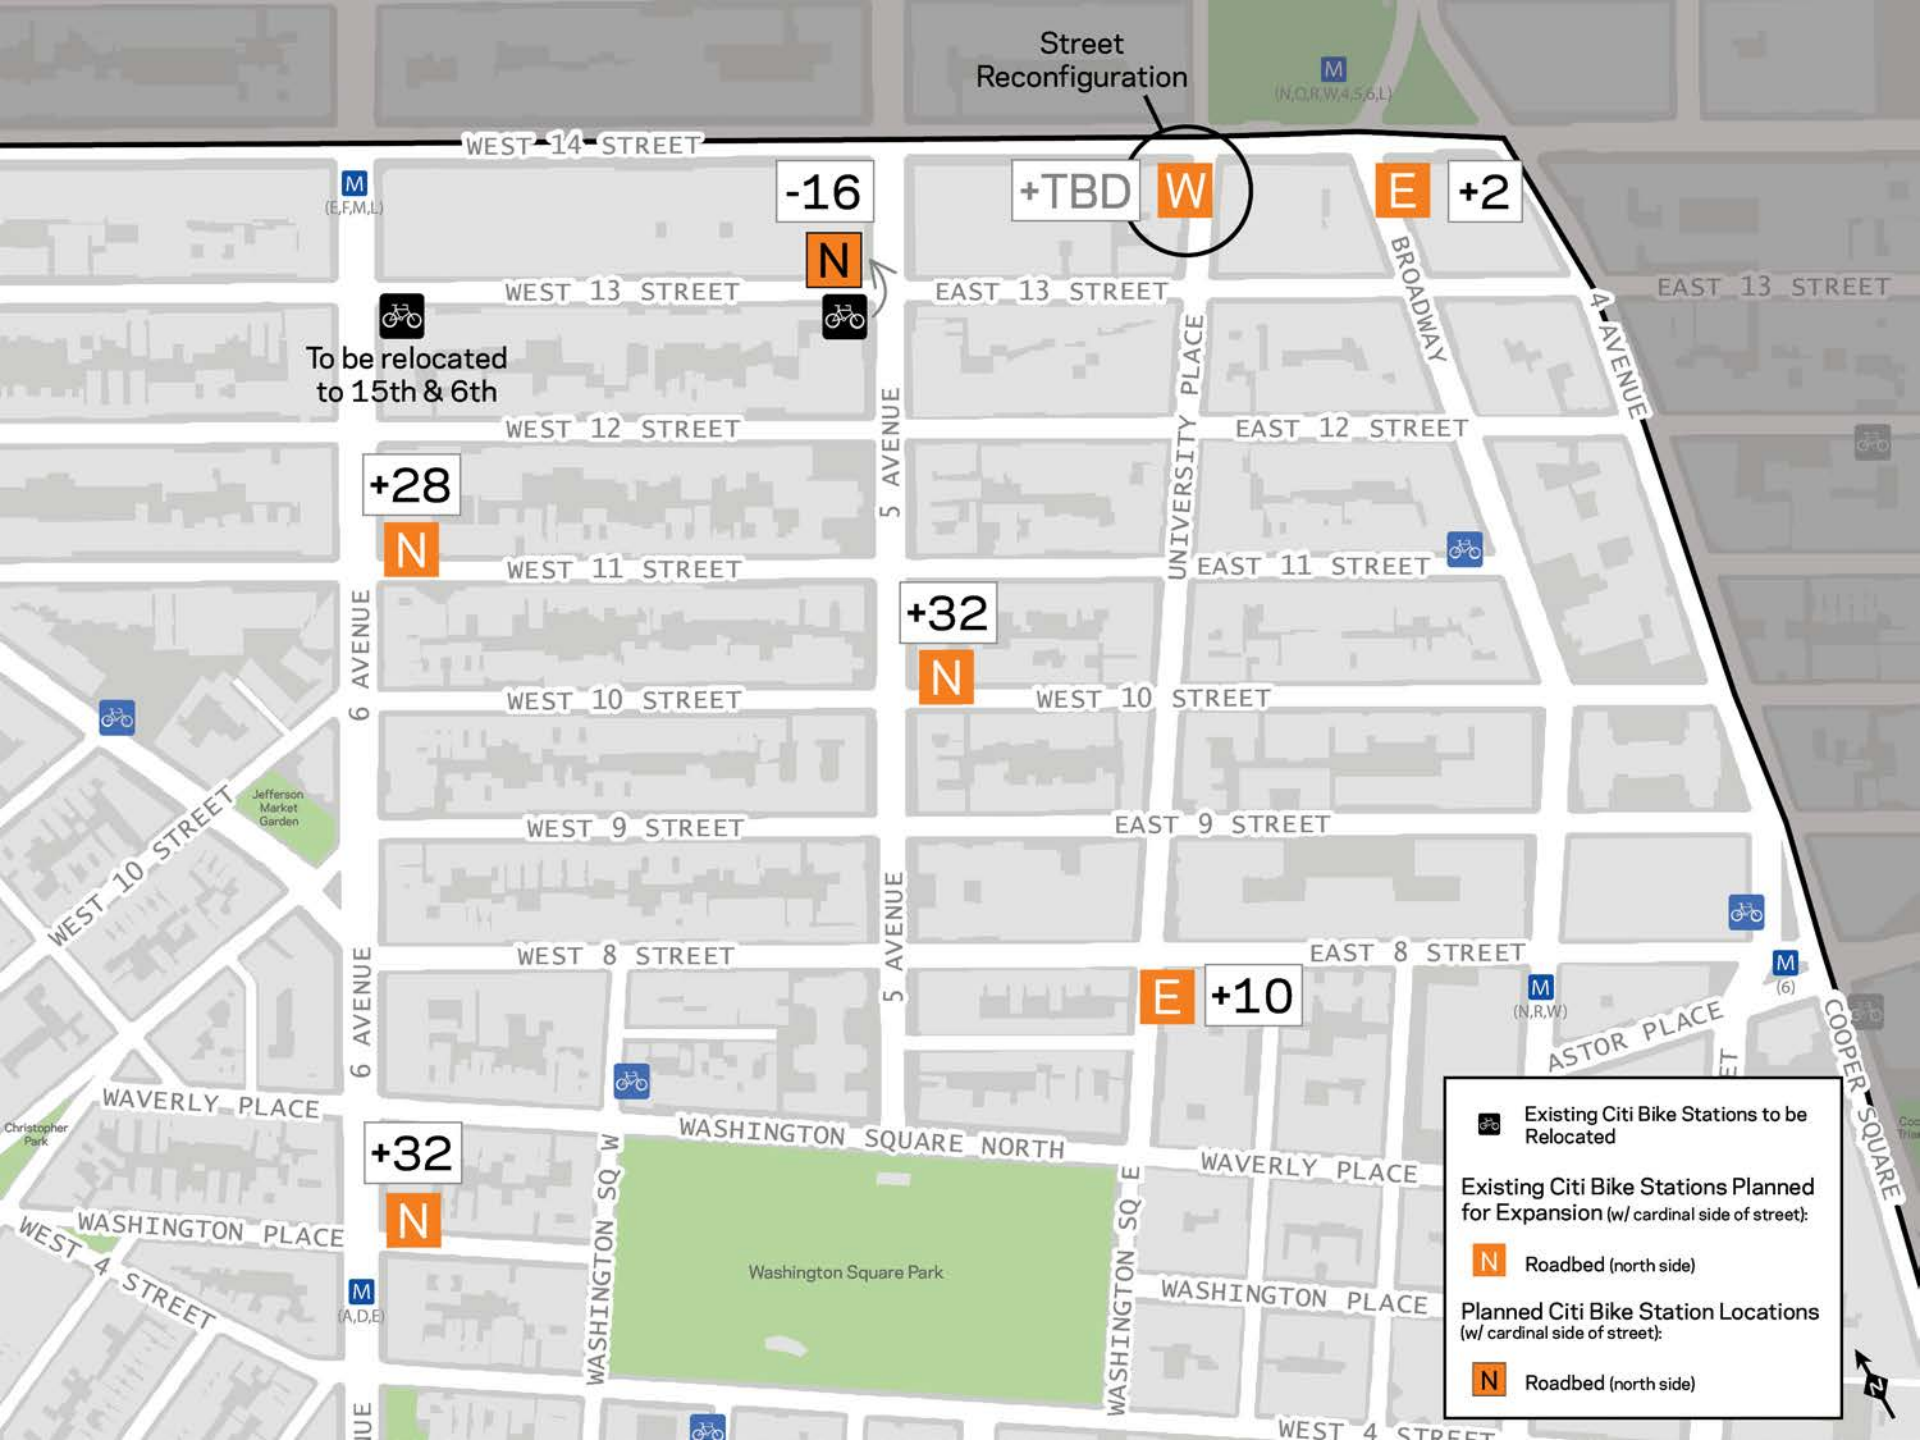 Street
Reconfiguration
M
(N,Q,R,W,4,5,6,L)
WEST 14 STREET
M
(E,F,M,L)
-16
N
+TBD
W
E
+2
WEST 13 STREET
EAST 13 STREET
EAST 13 STREET
BROADWAY
4 AVENUE
To be relocated
to 15th & 6th
UNIVERSITY PLACE
5 AVENUE
WEST 12 STREET
EAST 12 STREET
+28
N
WEST 11 STREET
EAST 11 STREET
6 AVENUE
+32
N
WEST 10 STREET
WEST 10 STREET
Jefferson
Market
Garden
WEST 10 STREET
WEST 9 STREET
EAST 9 STREET
5 AVENUE
6 AVENUE
WEST 8 STREET
EAST 8 STREET
E
+10
M
(N,R,W)
M
(6)
ASTOR PLACE
COOPER SQUARE
ET
WAVERLY PLACE
Christopher
Park
WASHINGTON SQUARE NORTH
WAVERLY PLACE
+32
N
WASHINGTON SQ W
WASHINGTON SQ E
WASHINGTON PLACE
WEST 4 STREET
M
(A,D,E)
Washington Square Park
WASHINGTON PLACE
WEST 4 STREET
NUE
Existing Citi Bike Stations to be
Relocated
Existing Citi Bike Stations Planned
for Expansion (w/ cardinal side of street):
N
Roadbed (north side)
Planned Citi Bike Station Locations
(w/ cardinal side of street):
N
Roadbed (north side)
N